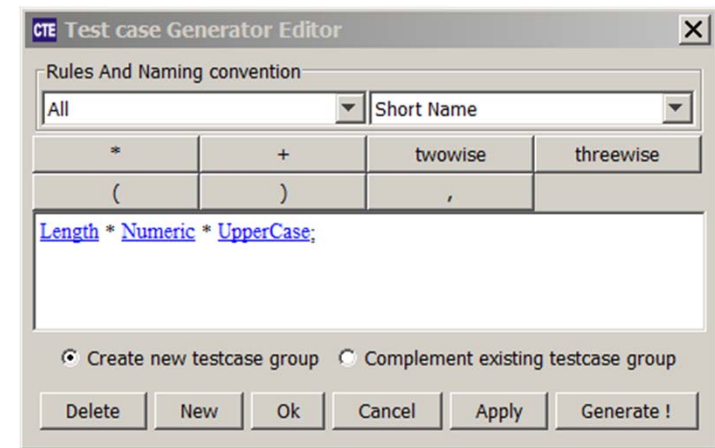 CTE Test case Generator Editor
Rules And Naming convention
All Short Name
* + twowise threewise
( ) ,
Length * Numeric * UpperCase;
Create new testcase group Complement existing testcase group
Delete New Ok Cancel Apply Generate !